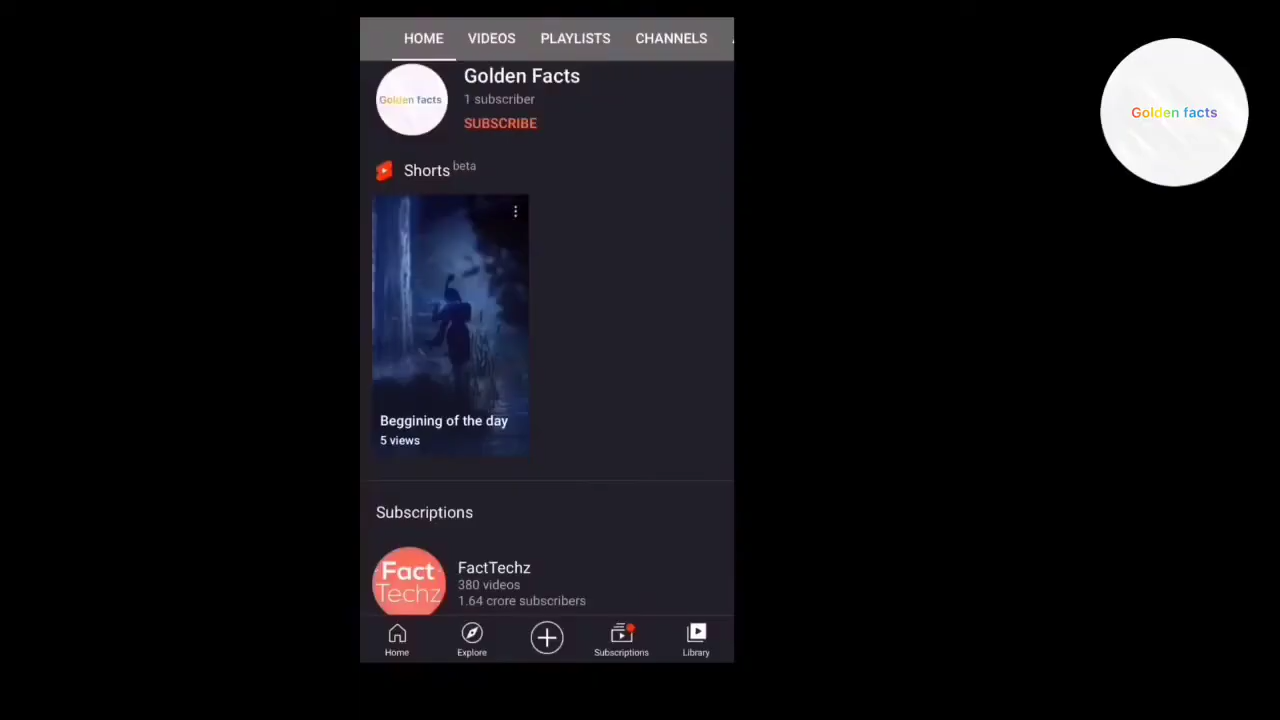 HOME VIDEOS PLAYLISTS CHANNELS
Golden facts
Golden Facts
1 subscriber
SUBSCRIBE
Golden facts
Shorts beta
Beggining of the day
5 views
Subscriptions
Fact
Techz
FactTechz
380 videos
1.64 crore subscribers
Home Explore Subscriptions Library